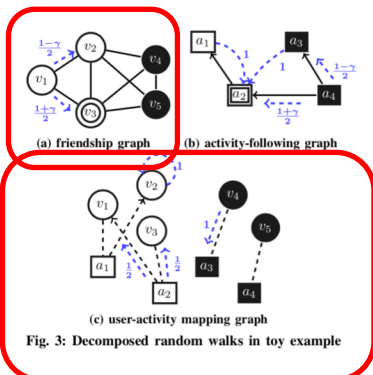 1−γ
2
v₂
v₁
v₄
v₃
v₅
1+γ
2
(a) friendship graph
a₁
1
a₃
1
1−γ
2
a₂
a₄
1+γ
2
(b) activity-following graph
1
v₂
v₁
v₃
v₄
v₅
1
1
2
1
2
a₁
a₂
a₃
a₄
(c) user-activity mapping graph
Fig. 3: Decomposed random walks in toy example